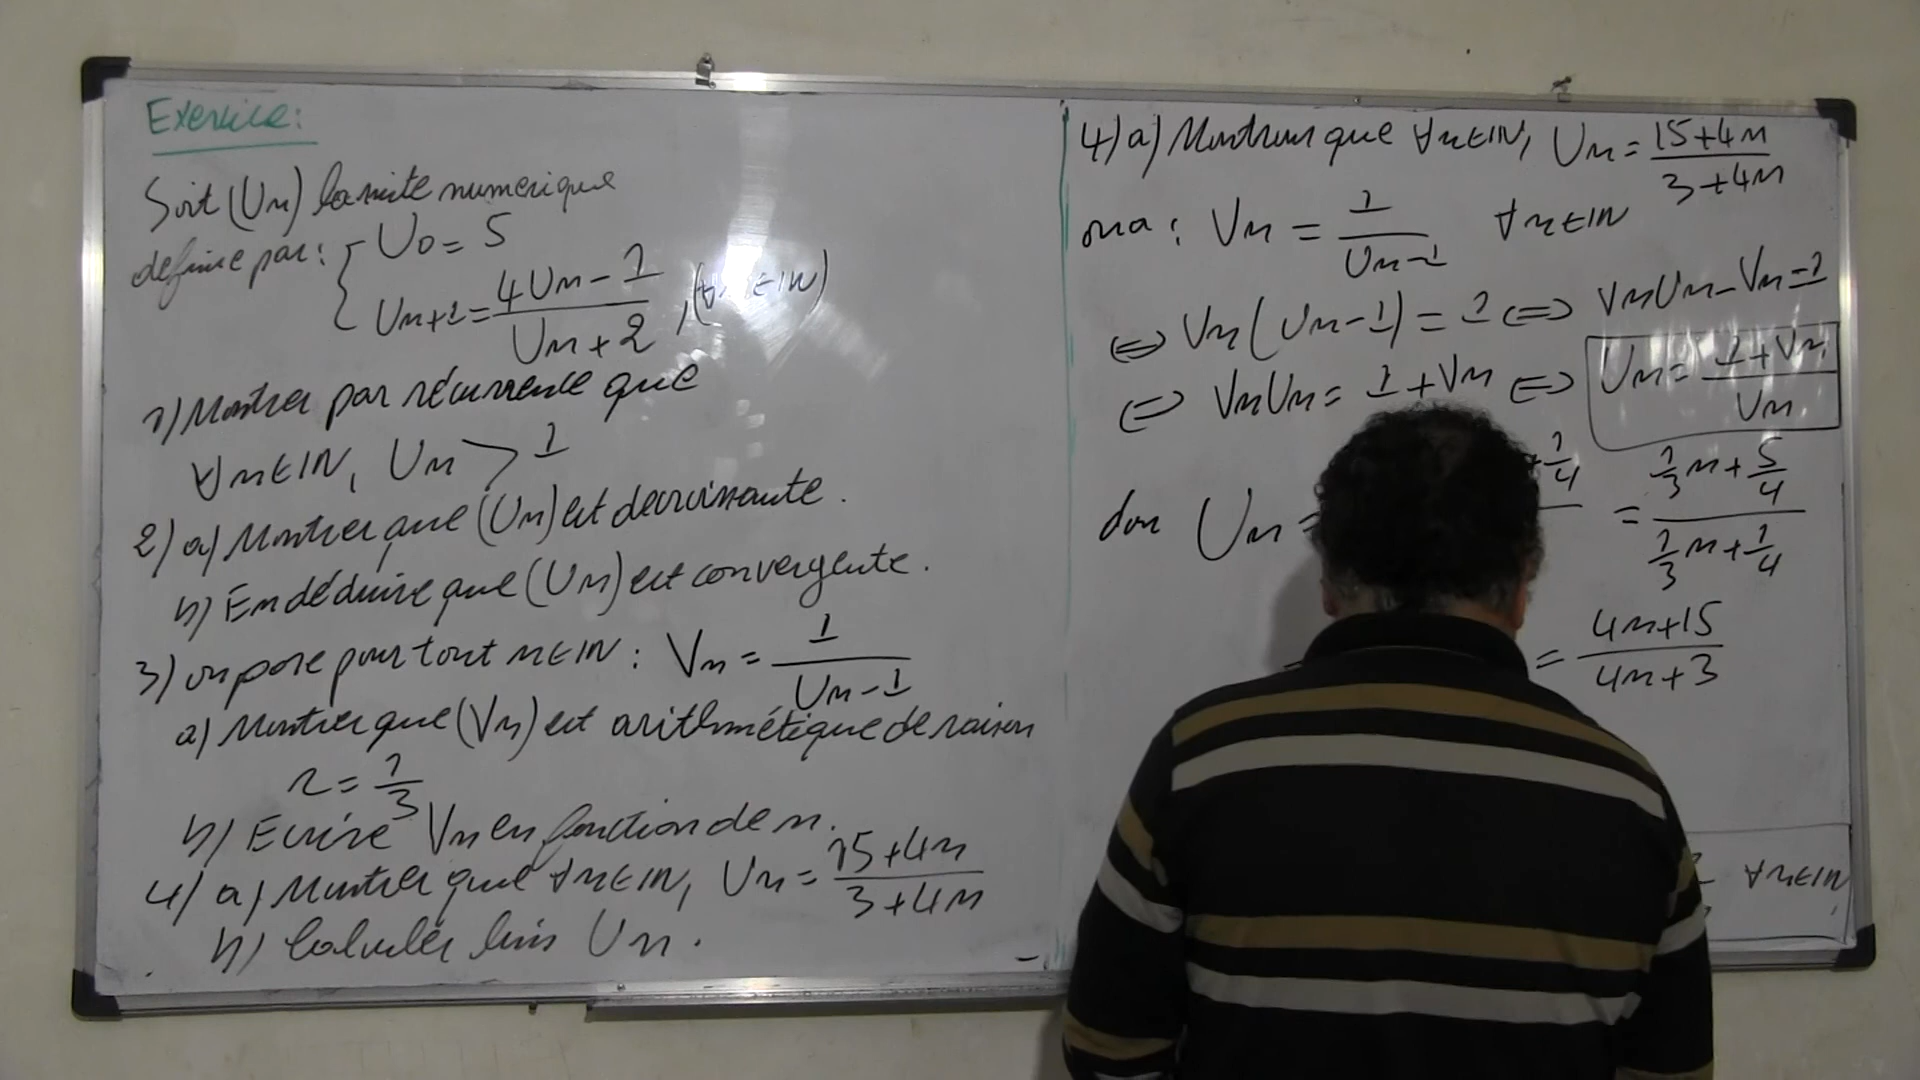 Exercice:
Soit (Un) la suite numerique
definie par: { U0 = 5
Un+1 = (4Un - 1)/(Un + 2), (∀n∈IN)
1) Montrer par récurrence que
∀n∈IN, Un > 1
2) a) Montrer que (Un) est decroissante.
b) En déduire que (Un) est convergente.
3) on pose pour tout n∈IN: Vn = 1/(Un - 1)
a) Montrer que (Vn) est arithmétique de raison
r = 1/3
b) Ecrire Vn en fonction de n.
4) a) Montrer que ∀n∈IN, Un = (15+4n)/(3+4n)
b) Calculer lim Un.
4) a) Montrons que ∀n∈IN, Un = (15+4n)/(3+4n)
on a: Vn = 1/(Un-1) ∀n∈IN
⇔ Vn(Un-1) = 1 ⇔ VnUn - Vn = 1
⇔ VnUn = 1+Vn ⇔ Un = (1+Vn)/Vn
donc Un = +1/4 = (1/3 n + 5/4)/(1/3 n + 1/4)
= (4n+15)/(4n+3)
∀n∈IN